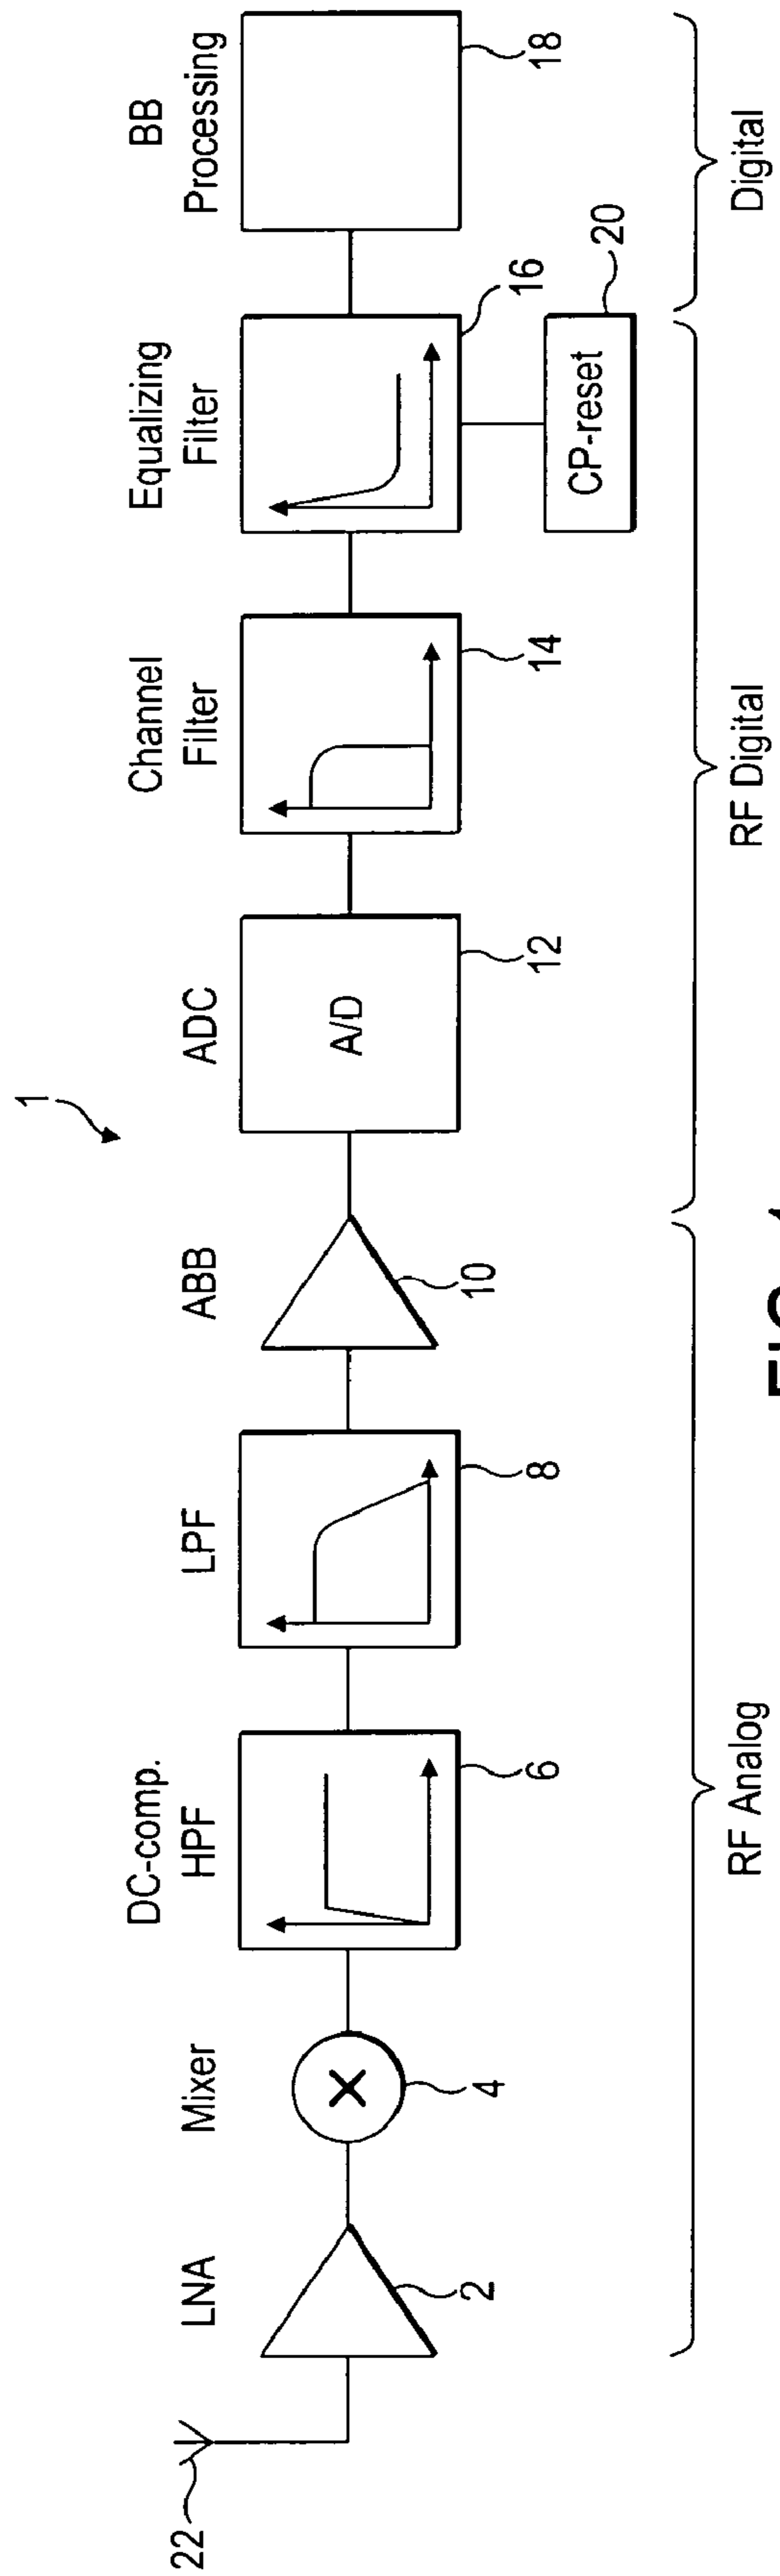 1
22
LNA
2
Mixer
4
DC-comp.
HPF
6
LPF
8
ABB
10
ADC
A/D
12
Channel
Filter
14
Equalizing
Filter
16
CP-reset
20
BB
Processing
18
RF Analog
RF Digital
Digital